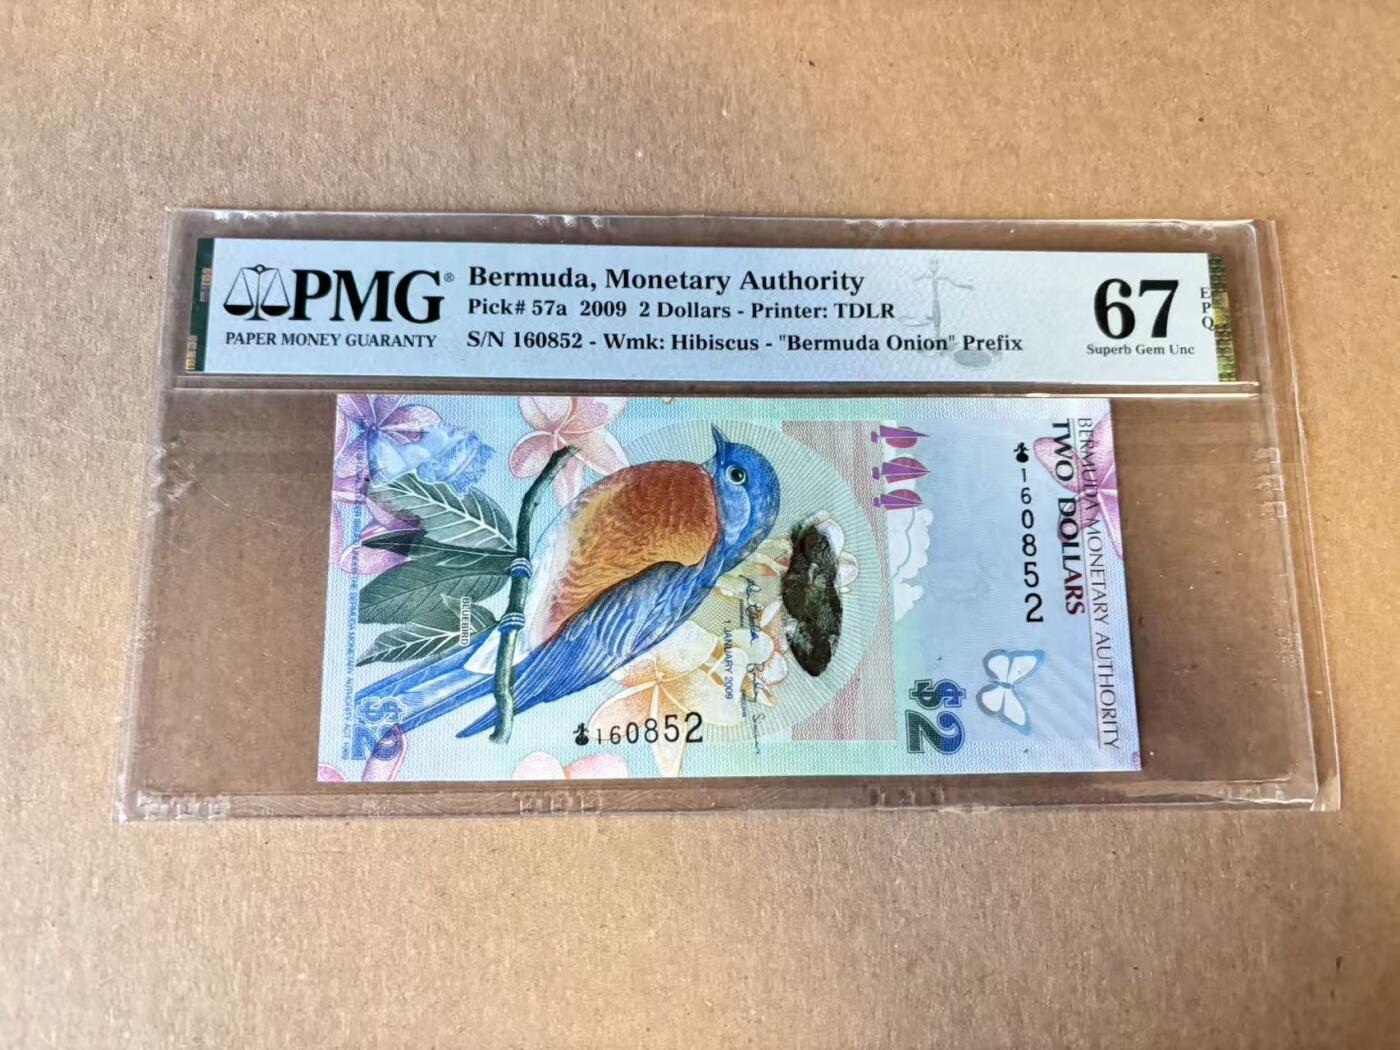 PMG®
PAPER MONEY GUARANTY
Bermuda, Monetary Authority
Pick# 57a 2009 2 Dollars - Printer: TDLR
S/N 160852 - Wmk: Hibiscus - "Bermuda Onion" Prefix
67
Superb Gem Unc
E
P
Q
BERMUDA MONETARY AUTHORITY
TWO DOLLARS
160852
$2
1 JANUARY 2009
BLUEBIRD
160852
$2